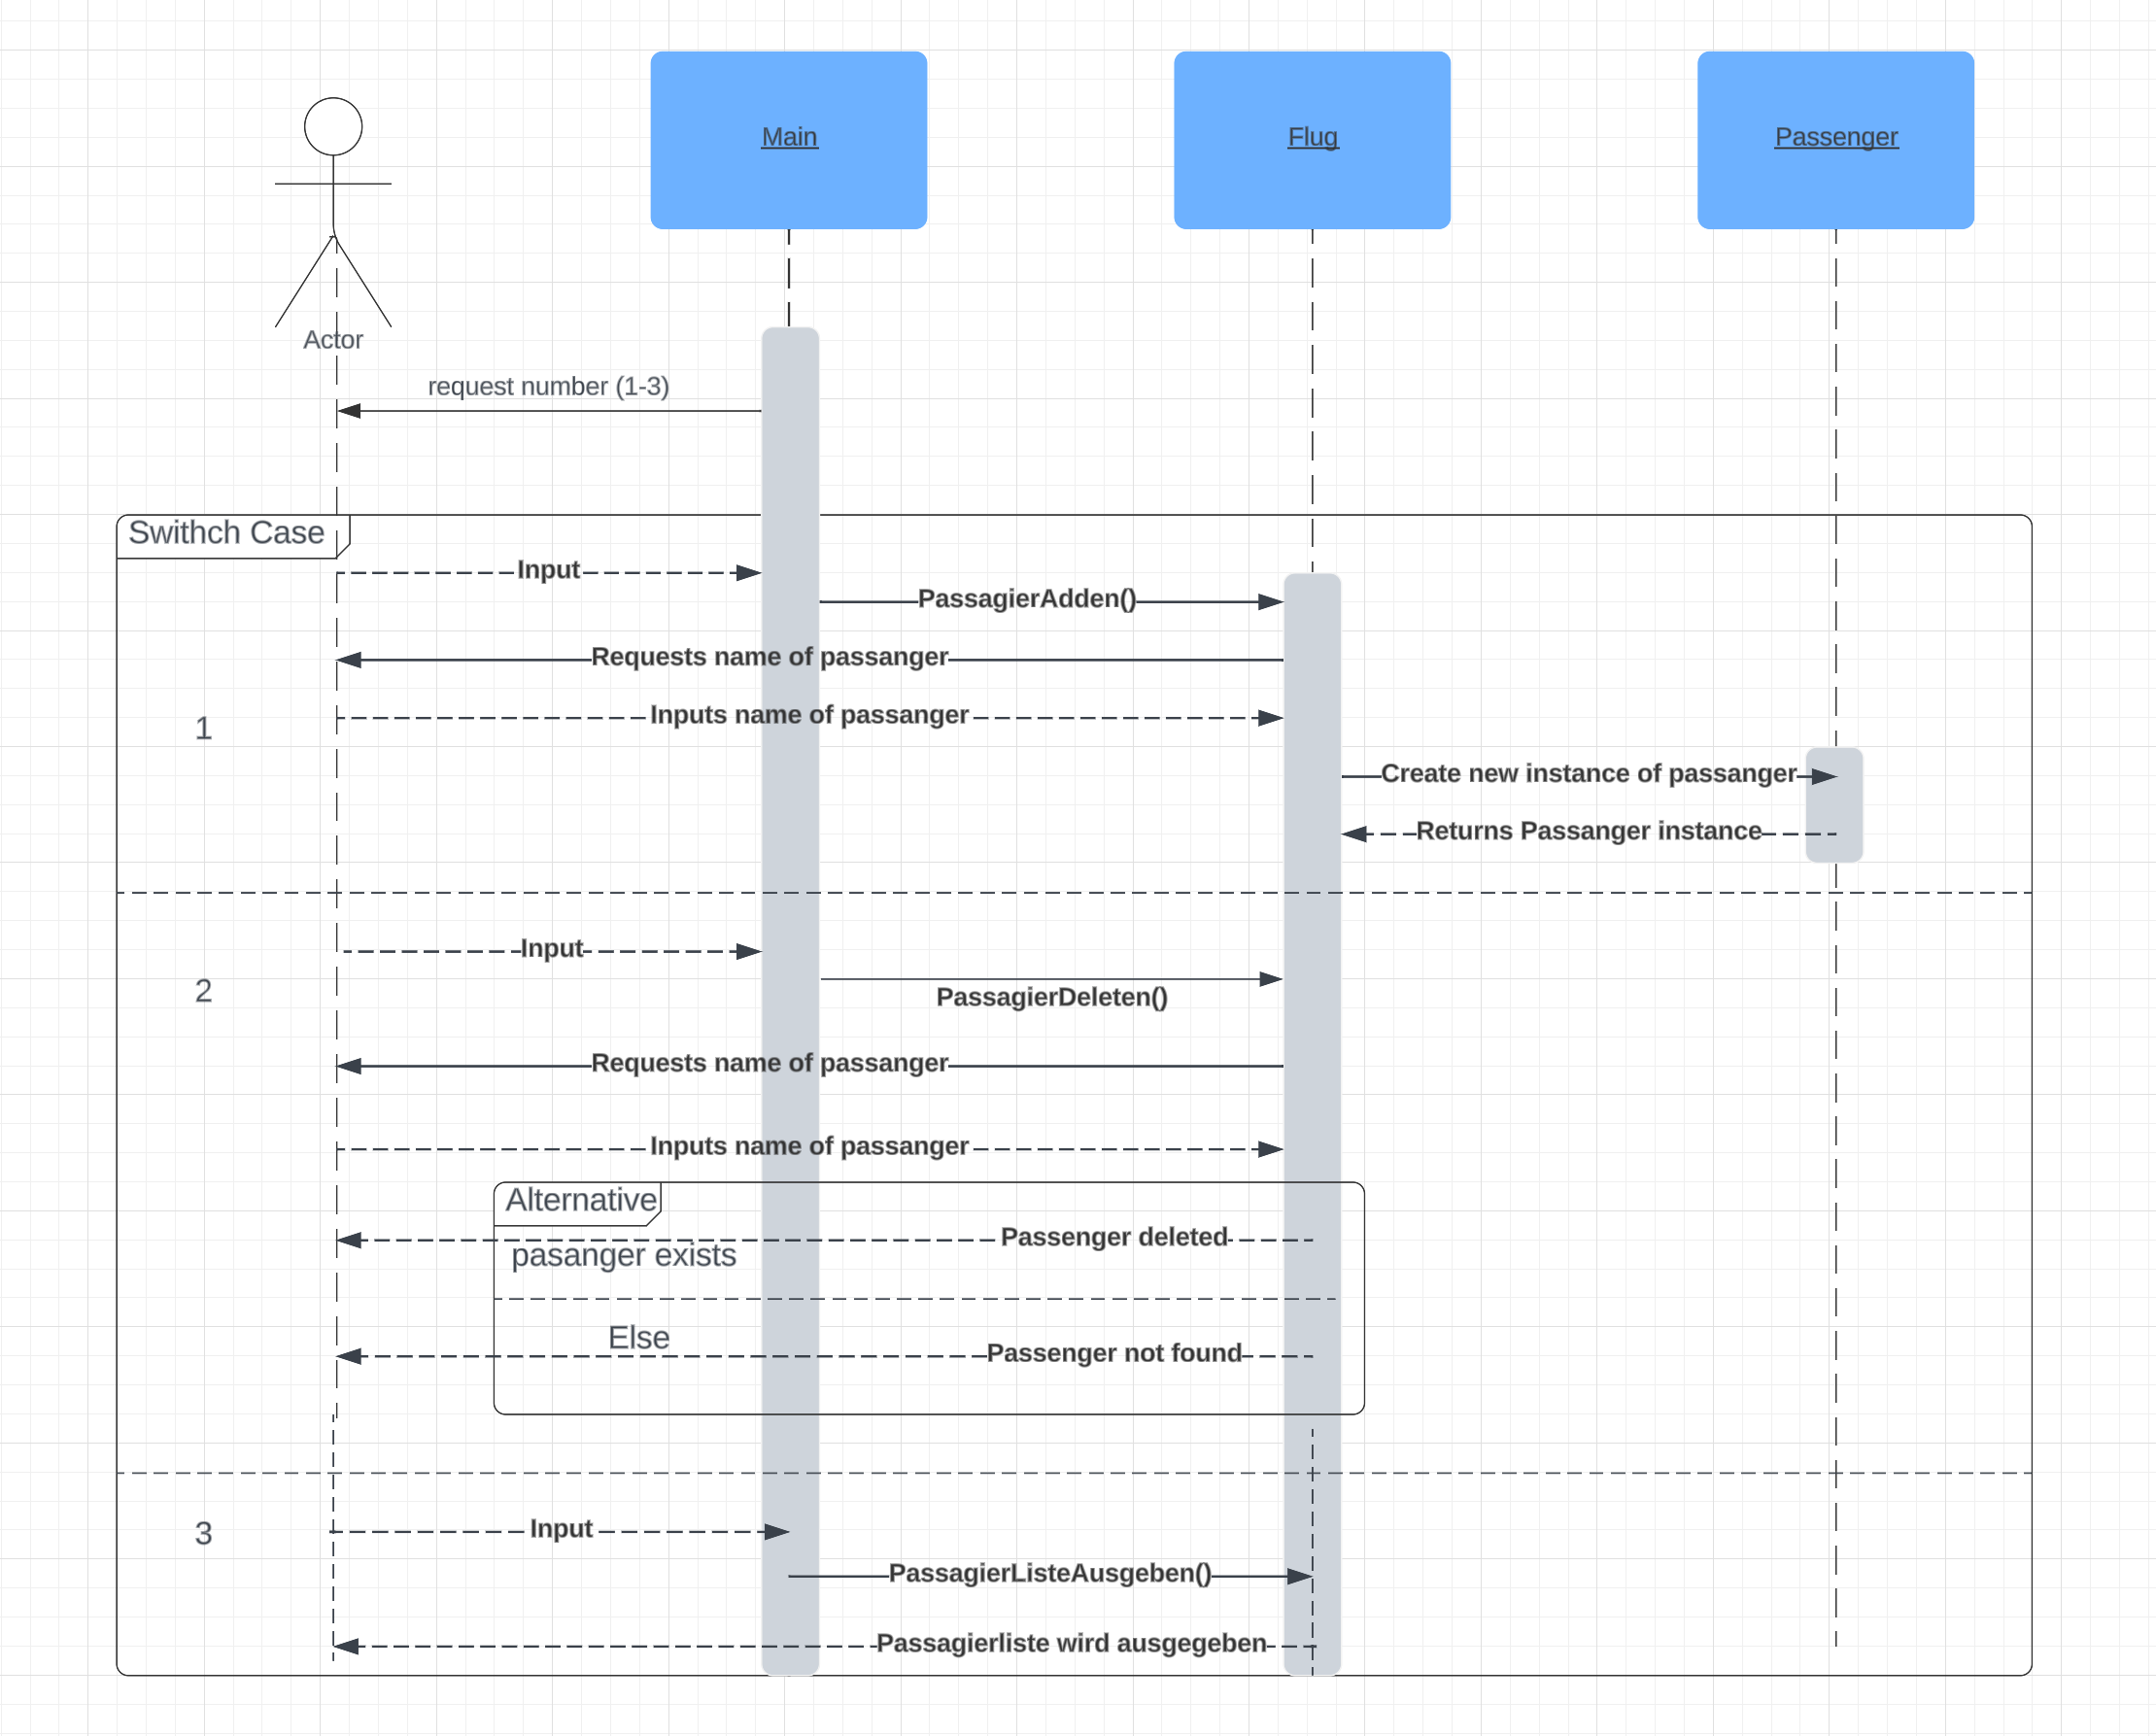 Main
Flug
Passenger
Actor
request number (1-3)
Swithch Case
Input
PassagierAdden()
Requests name of passanger
Inputs name of passanger
1
Create new instance of passanger
Returns Passanger instance
Input
2
PassagierDeleten()
Requests name of passanger
Inputs name of passanger
Alternative
Passenger deleted
pasanger exists
Else
Passenger not found
Input
3
PassagierListeAusgeben()
Passagierliste wird ausgegeben